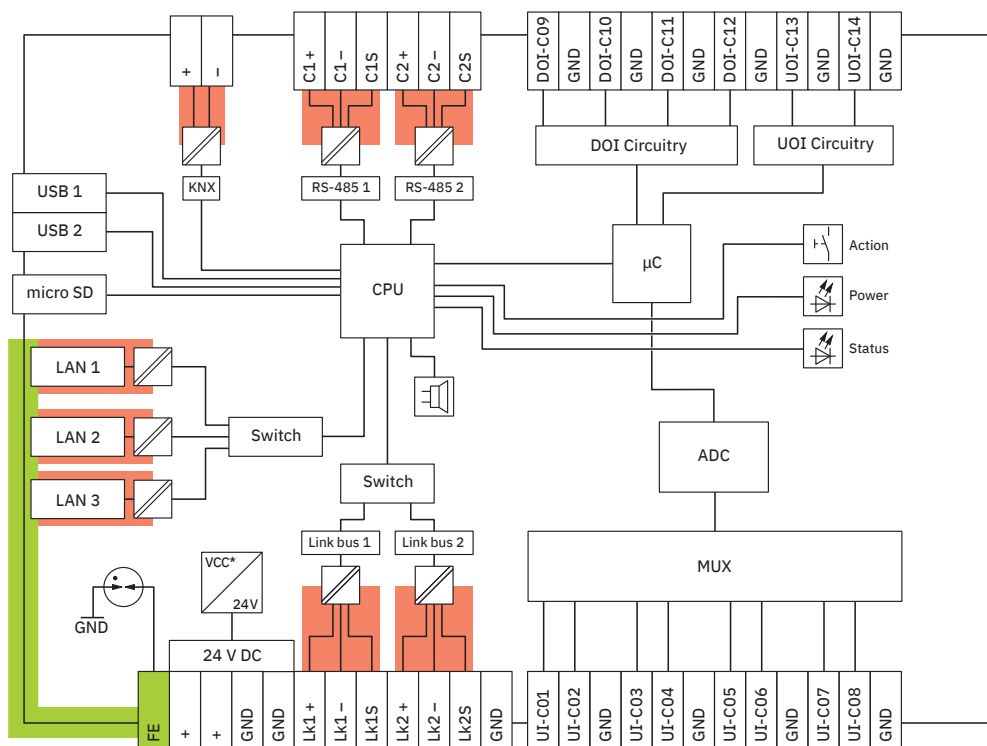 +
−
C1+
C1−
C1S
C2+
C2−
C2S
DOI-C09
GND
DOI-C10
GND
DOI-C11
GND
DOI-C12
GND
UOI-C13
GND
UOI-C14
GND
DOI Circuitry
UOI Circuitry
KNX
RS-485 1
RS-485 2
USB 1
USB 2
micro SD
CPU
µC
Action
Power
Status
LAN 1
LAN 2
LAN 3
Switch
Switch
ADC
Link bus 1
Link bus 2
MUX
VCC*
24V
GND
24 V DC
FE
+
+
GND
GND
Lk1+
Lk1−
Lk1S
Lk2+
Lk2−
Lk2S
GND
UI-C01
UI-C02
GND
UI-C03
UI-C04
GND
UI-C05
UI-C06
GND
UI-C07
UI-C08
GND